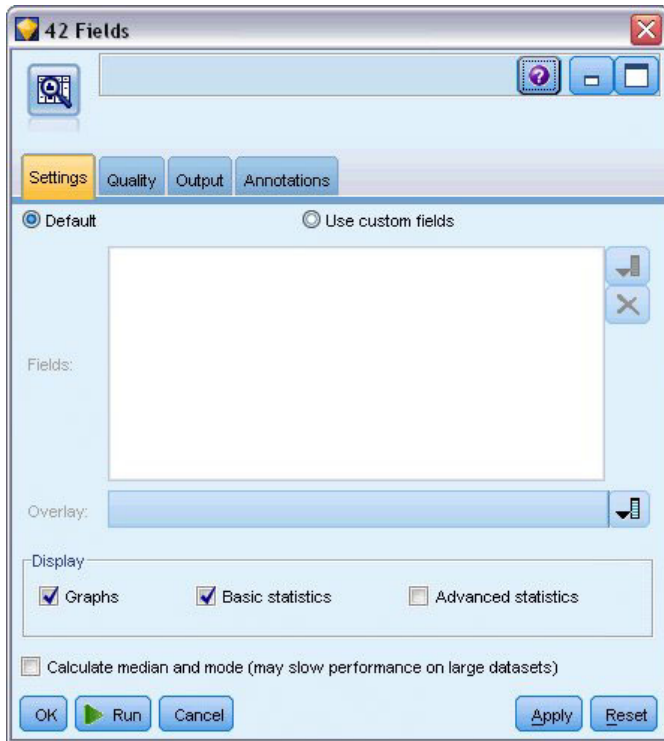 42 Fields
Settings Quality Output Annotations
Default Use custom fields
Fields:
Overlay:
Display
Graphs Basic statistics Advanced statistics
Calculate median and mode (may slow performance on large datasets)
OK Run Cancel Apply Reset